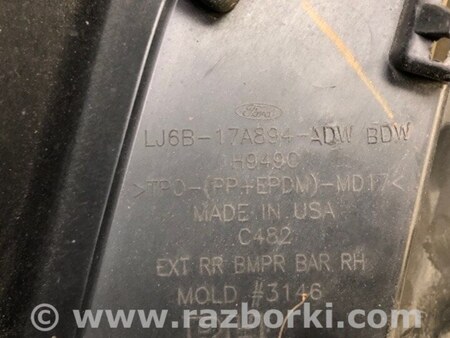 Ford
LJ6B-17A894-ADW BDW
H949C
>TPO-(PP+EPDM)-MD17<
MADE IN USA
C482
EXT RR BMPR BAR RH
MOLD #3146
www.razborki.com